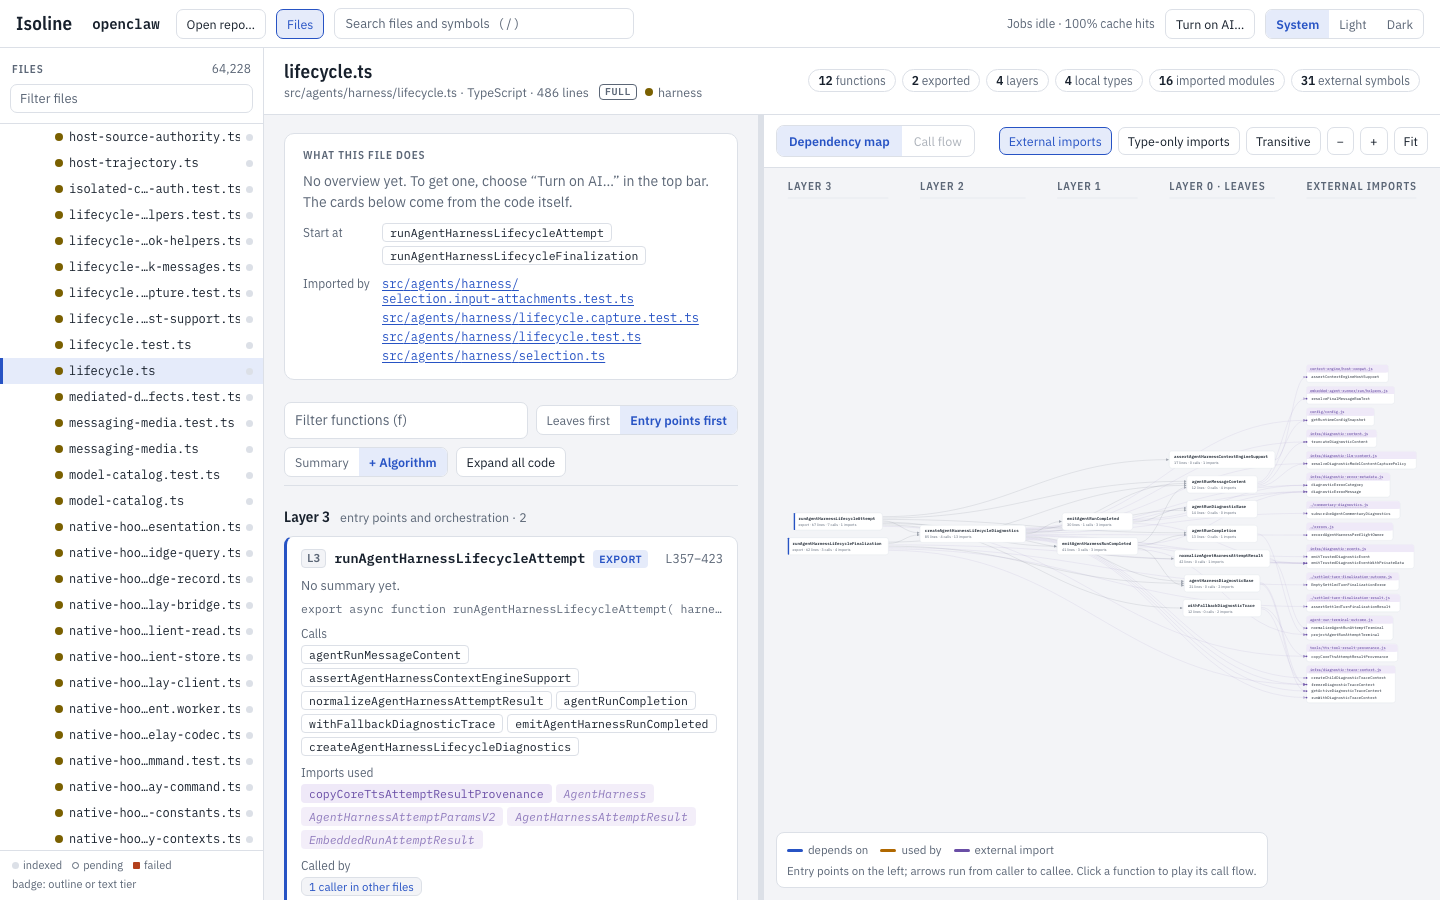 Isoline openclaw Open repo... Files Search files and symbols (/) Jobs idle · 100% cache hits Turn on AI... System Light Dark
FILES 64,228
Filter files
host-source-authority.ts
host-trajectory.ts
isolated-c…-auth.test.ts
lifecycle-…lpers.test.ts
lifecycle-…ok-helpers.ts
lifecycle-…k-messages.ts
lifecycle.…pture.test.ts
lifecycle.…st-support.ts
lifecycle.test.ts
lifecycle.ts
mediated-d…fects.test.ts
messaging-media.test.ts
messaging-media.ts
model-catalog.test.ts
model-catalog.ts
native-hoo…esentation.ts
native-hoo…idge-query.ts
native-hoo…dge-record.ts
native-hoo…lay-bridge.ts
native-hoo…lient-read.ts
native-hoo…ient-store.ts
native-hoo…lay-client.ts
native-hoo…ent.worker.ts
native-hoo…elay-codec.ts
native-hoo…mmand.test.ts
native-hoo…ay-command.ts
native-hoo…-constants.ts
native-hoo…y-contexts.ts
indexed pending failed
badge: outline or text tier
lifecycle.ts
src/agents/harness/lifecycle.ts · TypeScript · 486 lines FULL harness
12 functions 2 exported 4 layers 4 local types 16 imported modules 31 external symbols
WHAT THIS FILE DOES
No overview yet. To get one, choose “Turn on AI…” in the top bar.
The cards below come from the code itself.
Start at runAgentHarnessLifecycleAttempt
runAgentHarnessLifecycleFinalization
Imported by src/agents/harness/
selection.input-attachments.test.ts
src/agents/harness/lifecycle.capture.test.ts
src/agents/harness/lifecycle.test.ts
src/agents/harness/selection.ts
Filter functions (f) Leaves first Entry points first
Summary + Algorithm Expand all code
Layer 3 entry points and orchestration · 2
L3 runAgentHarnessLifecycleAttempt EXPORT L357–423
No summary yet.
export async function runAgentHarnessLifecycleAttempt( harne…
Calls
agentRunMessageContent
assertAgentHarnessContextEngineSupport
normalizeAgentHarnessAttemptResult agentRunCompletion
withFallbackDiagnosticTrace emitAgentHarnessRunCompleted
createAgentHarnessLifecycleDiagnostics
Imports used
copyCoreTtsAttemptResultProvenance AgentHarness
AgentHarnessAttemptParamsV2 AgentHarnessAttemptResult
EmbeddedRunAttemptResult
Called by
1 caller in other files
Dependency map Call flow External imports Type-only imports Transitive − + Fit
LAYER 3 LAYER 2 LAYER 1 LAYER 0 · LEAVES EXTERNAL IMPORTS
runAgentHarnessLifecycleAttempt
runAgentHarnessLifecycleFinalization
createAgentHarnessLifecycleDiagnostics
emitAgentRunCompleted
emitAgentHarnessRunCompleted
assertAgentHarnessContextEngineSupport
agentRunMessageContent
agentRunDiagnosticBase
agentRunCompletion
normalizeAgentHarnessAttemptResult
agentHarnessDiagnosticBase
withFallbackDiagnosticTrace
depends on used by external import
Entry points on the left; arrows run from caller to callee. Click a function to play its call flow.